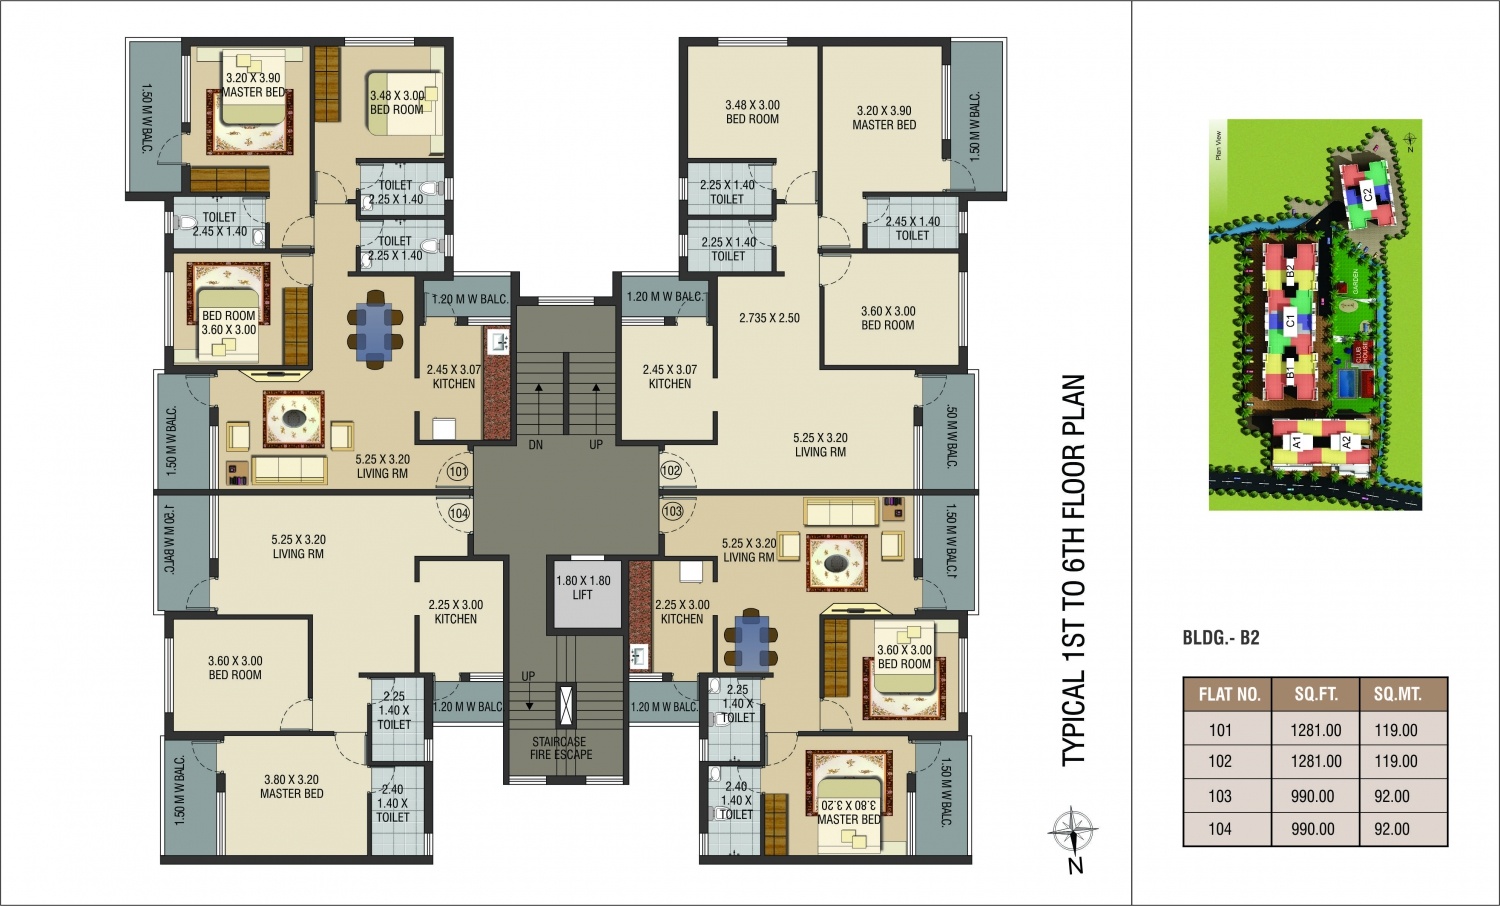 3.20 X 3.90
MASTER BED
3.48 X 3.00
BED ROOM
1.50 M W BALC.
TOILET
2.25 X 1.40
TOILET
2.45 X 1.40
TOILET
2.25 X 1.40
BED ROOM
3.60 X 3.00
1.20 M W BALC.
2.45 X 3.07
KITCHEN
1.50 M W BALC.
5.25 X 3.20
LIVING RM
101
3.48 X 3.00
BED ROOM
3.20 X 3.90
MASTER BED
1.50 M W BALC.
2.25 X 1.40
TOILET
2.25 X 1.40
TOILET
2.45 X 1.40
TOILET
1.20 M W BALC.
2.735 X 2.50
3.60 X 3.00
BED ROOM
2.45 X 3.07
KITCHEN
5.25 X 3.20
LIVING RM
.50 M W BALC.
102
DN
UP
104
5.25 X 3.20
LIVING RM
1.50 M W BALC.
2.25 X 3.00
KITCHEN
3.60 X 3.00
BED ROOM
2.25
1.40 X
TOILET
1.20 M W BALC
1.50 M W BALC.
3.80 X 3.20
MASTER BED
2.40
1.40 X
TOILET
1.80 X 1.80
LIFT
UP
STAIRCASE
FIRE ESCAPE
103
5.25 X 3.20
LIVING RM
1.50 M W BALC.1
2.25 X 3.00
KITCHEN
3.60 X 3.00
BED ROOM
2.25
1.40 X
TOILET
1.20 M W BALC.
2.40
1.40 X
TOILET
3.80 X 3.20
MASTER BED
1.50 M W BALC.
TYPICAL 1ST TO 6TH FLOOR PLAN
N
Plan View
N
C2
B2
C1
B1
GARDEN
CLUB
HOUSE
A1
A2
BLDG.- B2
FLAT NO. SQ.FT. SQ.MT.
101 1281.00 119.00
102 1281.00 119.00
103 990.00 92.00
104 990.00 92.00